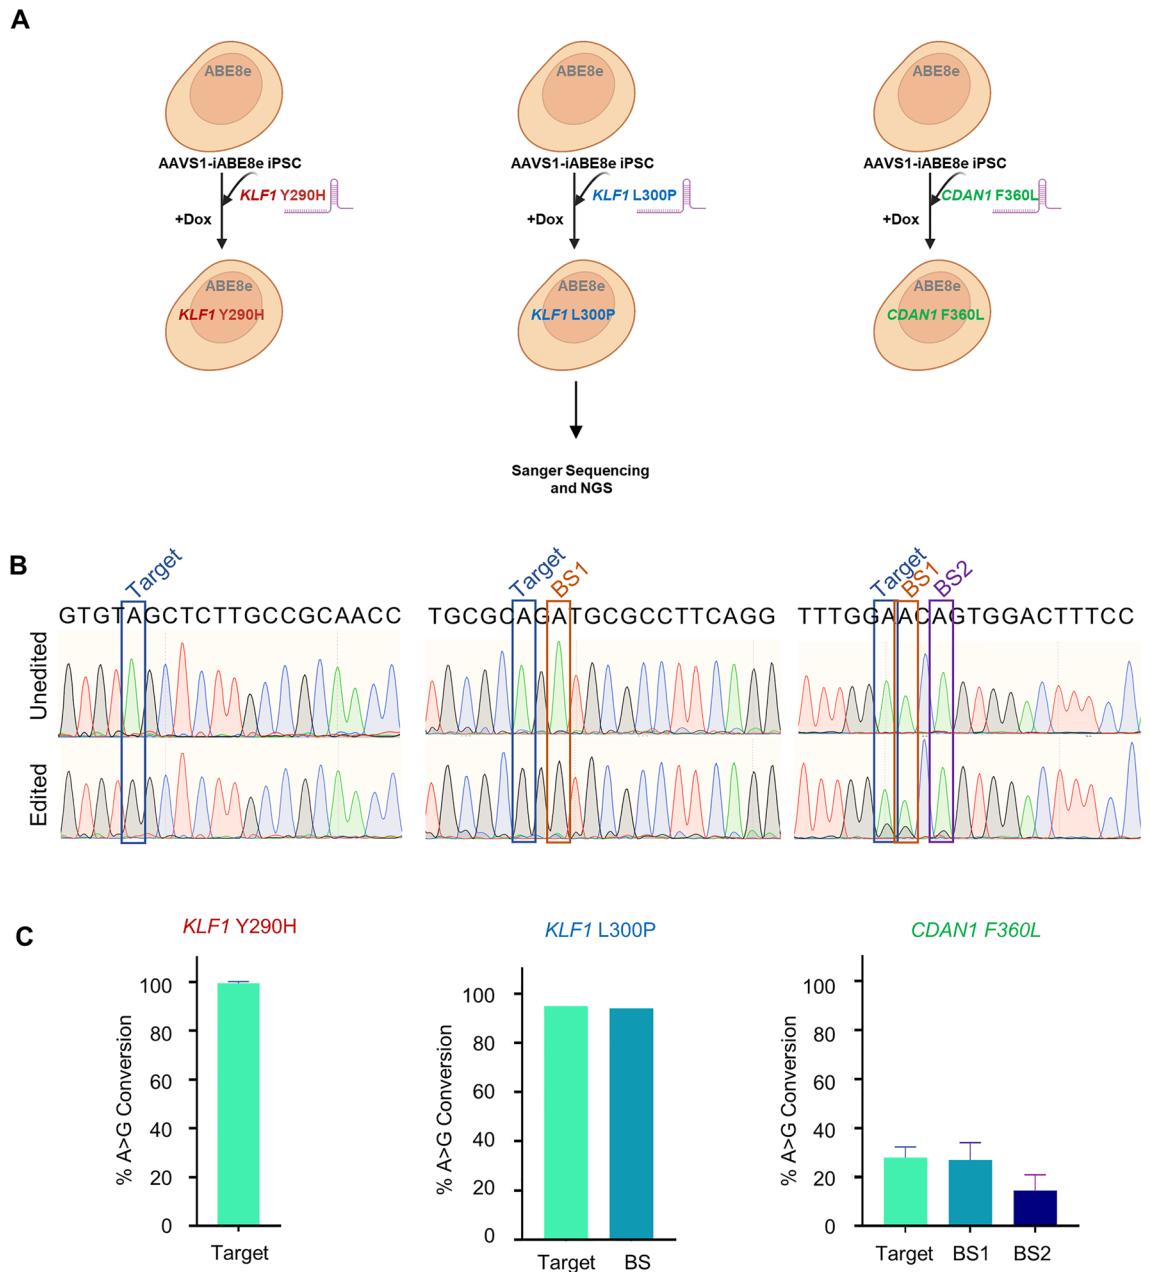 A
ABE8e ABE8e ABE8e
AAVS1-iABE8e iPSC AAVS1-iABE8e iPSC AAVS1-iABE8e iPSC
KLF1 Y290H KLF1 L300P CDAN1 F360L
+Dox +Dox +Dox
ABE8e ABE8e ABE8e
KLF1 Y290H KLF1 L300P CDAN1 F360L
Sanger Sequencing
and NGS
B
Target Target BS1 Target BS1 BS2
GTGTAGCTCTTGCCGCAACC TGCGCAGATGCGCCTTCAGG TTTGGAACAGTGGACTTTCC
Unedited
Edited
C
KLF1 Y290H KLF1 L300P CDAN1 F360L
% A>G Conversion
100
80
60
40
20
0
Target
% A>G Conversion
100
80
60
40
20
0
Target BS
% A>G Conversion
100
80
60
40
20
0
Target BS1 BS2